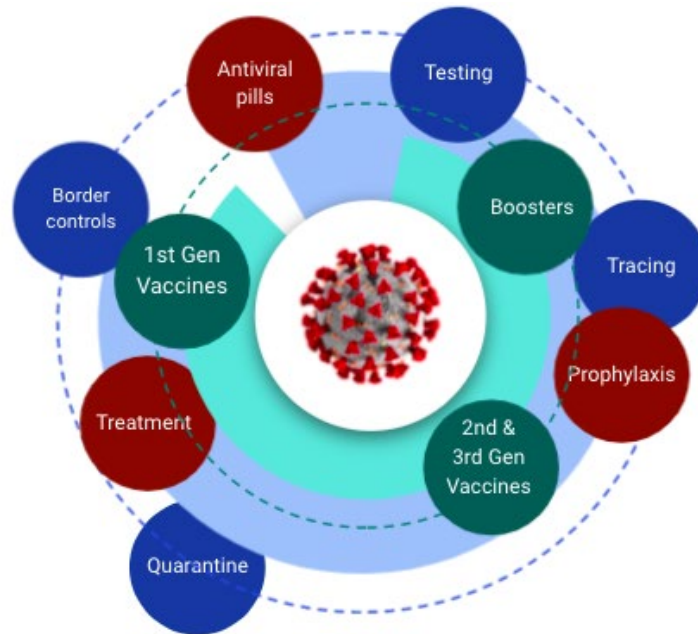 Antiviral
pills
Testing
Border
controls
Boosters
1st Gen
Vaccines
Tracing
Prophylaxis
Treatment
2nd &
3rd Gen
Vaccines
Quarantine